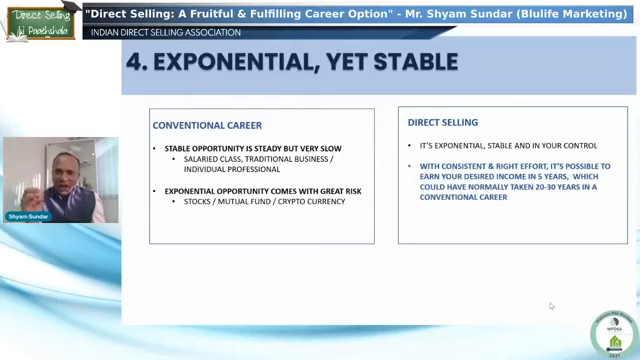 "Direct Selling: A Fruitful & Fulfilling Career Option" - Mr. Shyam Sundar (Blulife Marketing)
Direct Selling
Ki Paathshala
INDIAN DIRECT SELLING ASSOCIATION
4. EXPONENTIAL, YET STABLE
CONVENTIONAL CAREER
• STABLE OPPORTUNITY IS STEADY BUT VERY SLOW
• SALARIED CLASS, TRADITIONAL BUSINESS /
INDIVIDUAL PROFESSIONAL
• EXPONENTIAL OPPORTUNITY COMES WITH GREAT RISK
• STOCKS / MUTUAL FUND / CRYPTO CURRENCY
DIRECT SELLING
• IT'S EXPONENTIAL, STABLE AND IN YOUR CONTROL
• WITH CONSISTENT & RIGHT EFFORT, IT'S POSSIBLE TO
EARN YOUR DESIRED INCOME IN 5 YEARS, WHICH
COULD HAVE NORMALLY TAKEN 20-30 YEARS IN A
CONVENTIONAL CAREER
Shyam Sundar